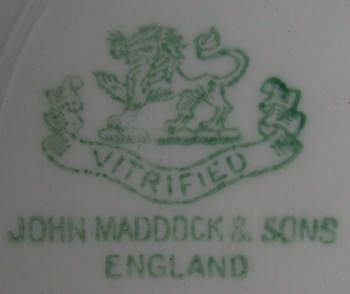 VITRIFIED
JOHN MADDOCK & SONS
ENGLAND